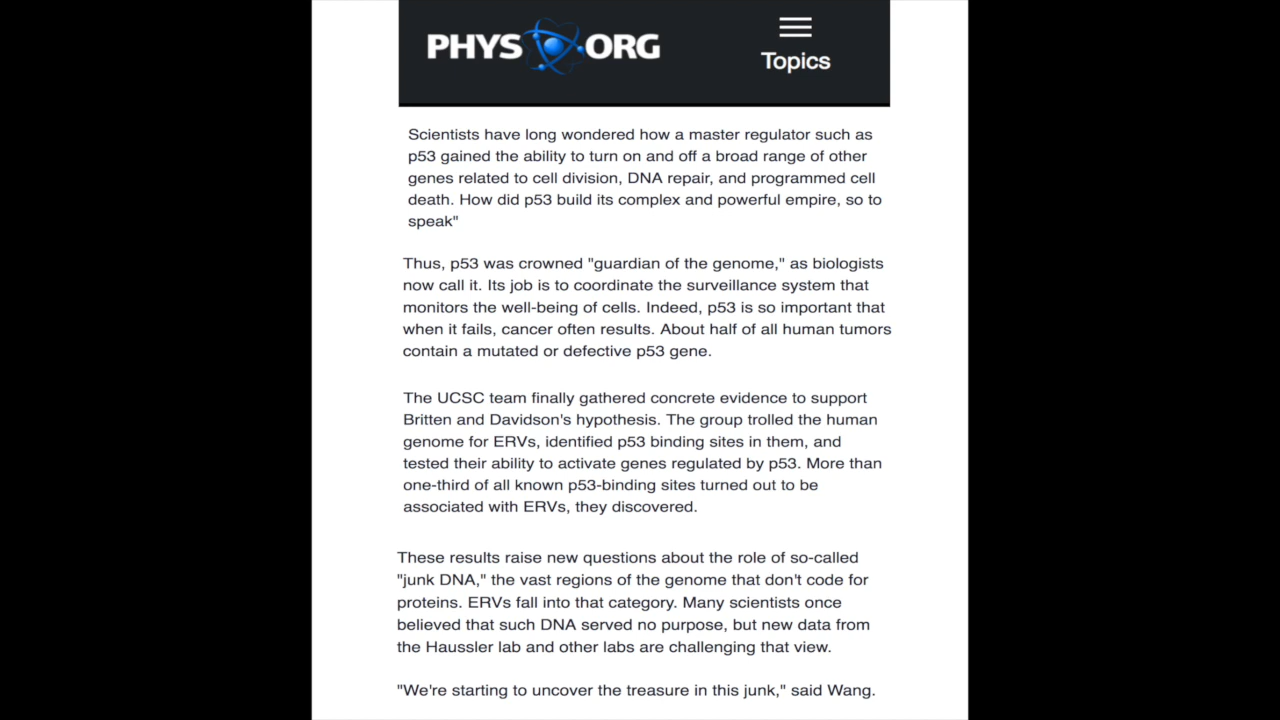 PHYS ORG
Topics
Scientists have long wondered how a master regulator such as
p53 gained the ability to turn on and off a broad range of other
genes related to cell division, DNA repair, and programmed cell
death. How did p53 build its complex and powerful empire, so to
speak"
Thus, p53 was crowned "guardian of the genome," as biologists
now call it. Its job is to coordinate the surveillance system that
monitors the well-being of cells. Indeed, p53 is so important that
when it fails, cancer often results. About half of all human tumors
contain a mutated or defective p53 gene.
The UCSC team finally gathered concrete evidence to support
Britten and Davidson's hypothesis. The group trolled the human
genome for ERVs, identified p53 binding sites in them, and
tested their ability to activate genes regulated by p53. More than
one-third of all known p53-binding sites turned out to be
associated with ERVs, they discovered.
These results raise new questions about the role of so-called
"junk DNA," the vast regions of the genome that don't code for
proteins. ERVs fall into that category. Many scientists once
believed that such DNA served no purpose, but new data from
the Haussler lab and other labs are challenging that view.
"We're starting to uncover the treasure in this junk," said Wang.